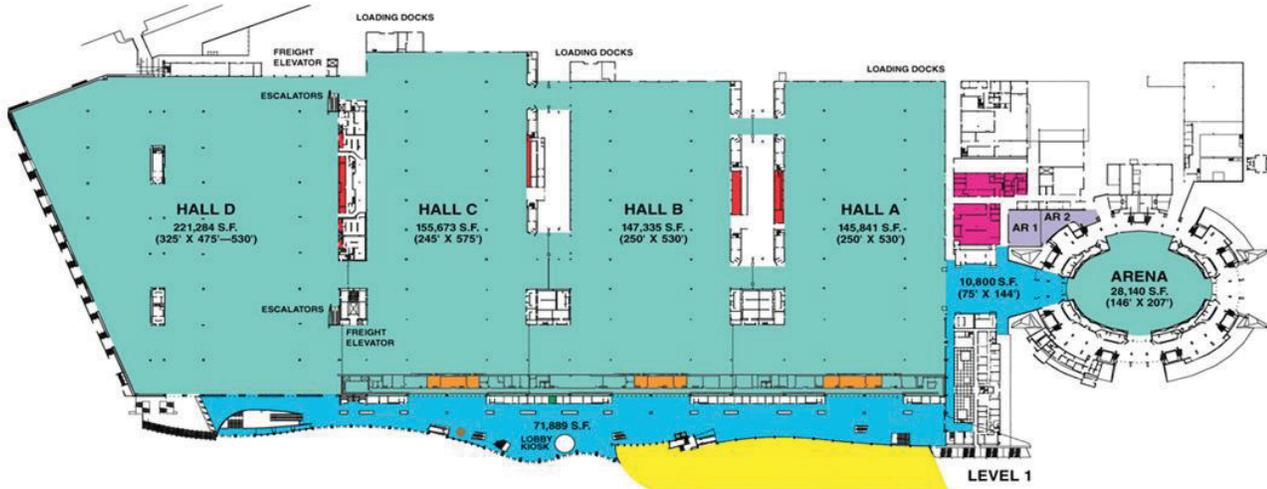 LOADING DOCKS
LOADING DOCKS
LOADING DOCKS
FREIGHT
ELEVATOR
ESCALATORS
HALL D
221,284 S.F.
(325' X 475'—530')
HALL C
155,673 S.F.
(245' X 575')
HALL B
147,335 S.F.
(250' X 530')
HALL A
145,841 S.F.
(250' X 530')
AR 1
AR 2
10,800 S.F.
(75' X 144')
ARENA
28,140 S.F.
(146' X 207')
ESCALATORS
FREIGHT
ELEVATOR
71,889 S.F.
LOBBY
KIOSK
LEVEL 1